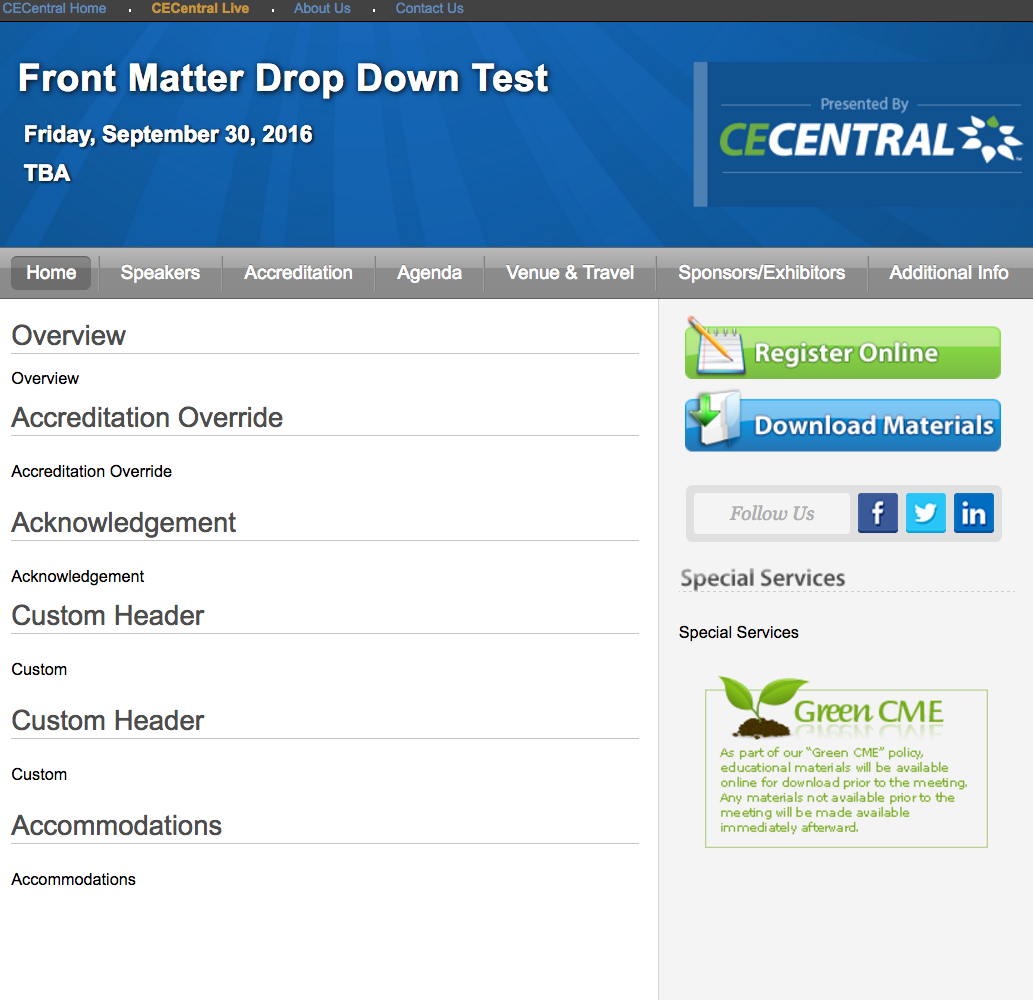 CECentral Home . CECentral Live . About Us . Contact Us
Front Matter Drop Down Test
Friday, September 30, 2016
TBA
Presented By
CECENTRAL™
Home Speakers Accreditation Agenda Venue & Travel Sponsors/Exhibitors Additional Info
Overview
Overview
Accreditation Override
Accreditation Override
Acknowledgement
Acknowledgement
Custom Header
Custom
Custom Header
Custom
Accommodations
Accommodations
Register Online
Download Materials
Follow Us f in
Special Services
Special Services
Green CME
As part of our “Green CME” policy,
educational materials will be available
online for download prior to the meeting.
Any materials not available prior to the
meeting will be made available
immediately afterward.